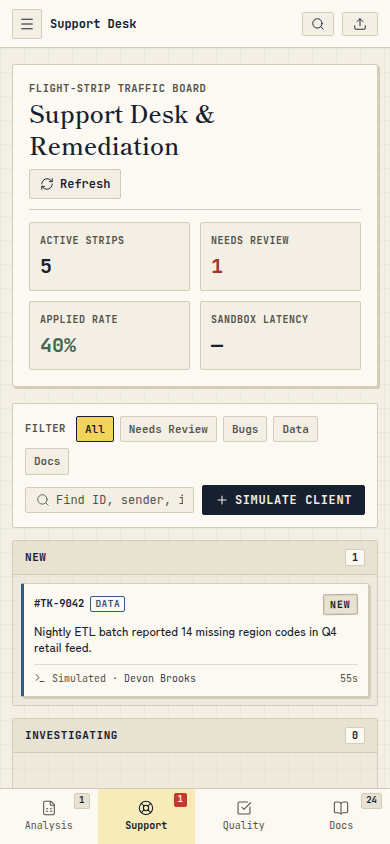 Support Desk
FLIGHT-STRIP TRAFFIC BOARD
Support Desk &
Remediation
Refresh
ACTIVE STRIPS
5
NEEDS REVIEW
1
APPLIED RATE
40%
SANDBOX LATENCY
—
FILTER All Needs Review Bugs Data
Docs
Find ID, sender, i
SIMULATE CLIENT
NEW 1
#TK-9042 DATA NEW
Nightly ETL batch reported 14 missing region codes in Q4
retail feed.
Simulated · Devon Brooks 55s
INVESTIGATING 0
1 1 24
Analysis Support Quality Docs